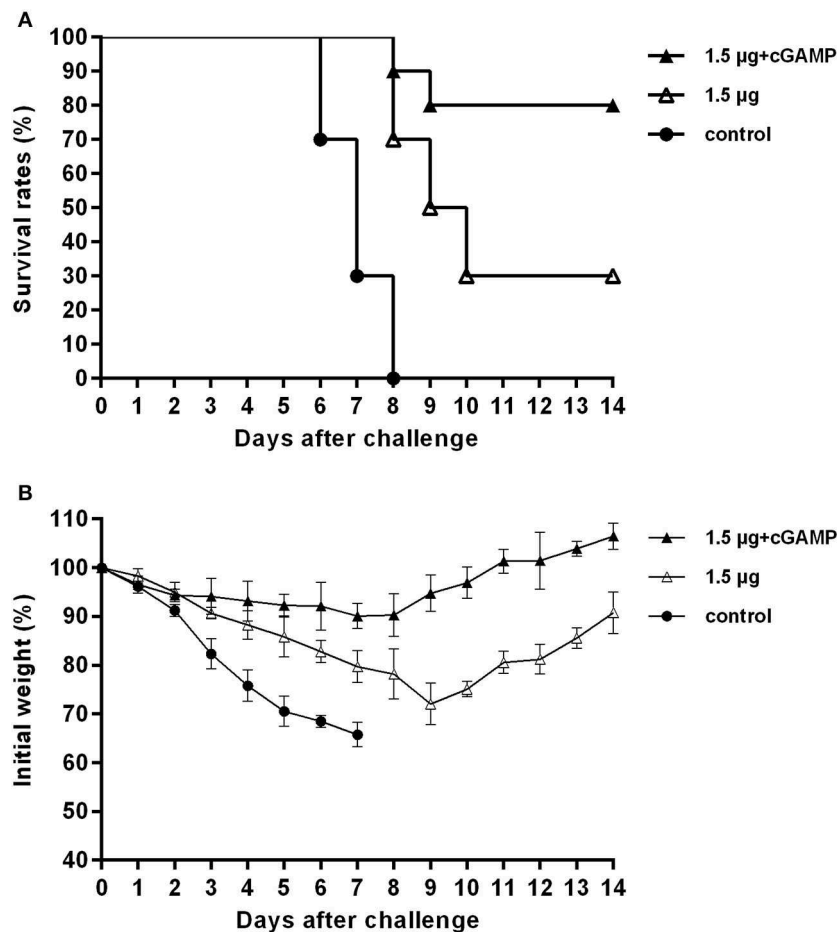 A
100
90
80
70
60
50
40
30
20
10
0
Survival rates (%)
0 1 2 3 4 5 6 7 8 9 10 11 12 13 14
Days after challenge
1.5 µg+cGAMP
1.5 µg
control
B
110
100
90
80
70
60
50
40
Initial weight (%)
0 1 2 3 4 5 6 7 8 9 10 11 12 13 14
Days after challenge
1.5 µg+cGAMP
1.5 µg
control